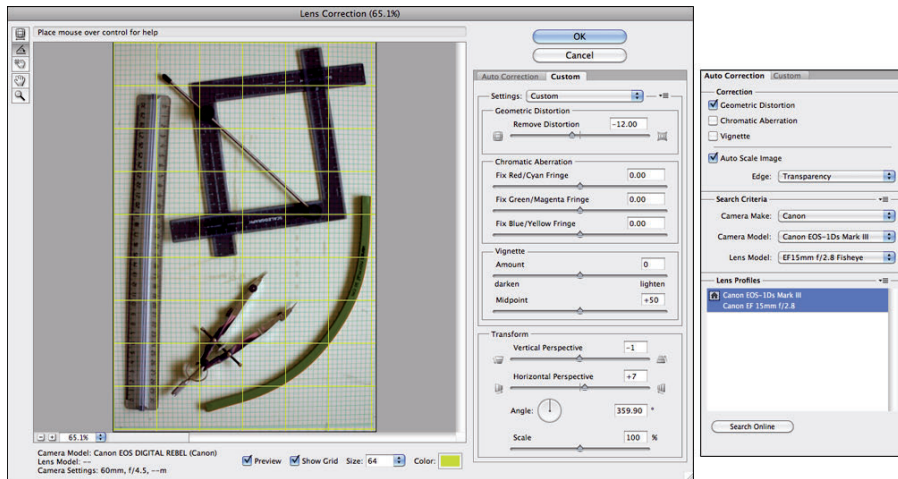 Lens Correction (65.1%)
Place mouse over control for help
OK
Cancel
Auto Correction Custom
Settings: Custom
Geometric Distortion
Remove Distortion -12.00
Chromatic Aberration
Fix Red/Cyan Fringe 0.00
Fix Green/Magenta Fringe 0.00
Fix Blue/Yellow Fringe 0.00
Vignette
Amount 0
darken lighten
Midpoint +50
Transform
Vertical Perspective -1
Horizontal Perspective +7
Angle: 359.90 °
Scale 100 %
65.1%
Camera Model: Canon EOS DIGITAL REBEL (Canon)
Lens Model: --
Camera Settings: 60mm, f/4.5, --m
Preview Show Grid Size: 64 Color:
Auto Correction Custom
Correction
Geometric Distortion
Chromatic Aberration
Vignette
Auto Scale Image
Edge: Transparency
Search Criteria
Camera Make: Canon
Camera Model: Canon EOS-1Ds Mark III
Lens Model: EF15mm f/2.8 Fisheye
Lens Profiles
Canon EOS-1Ds Mark III
Canon EF 15mm f/2.8
Search Online